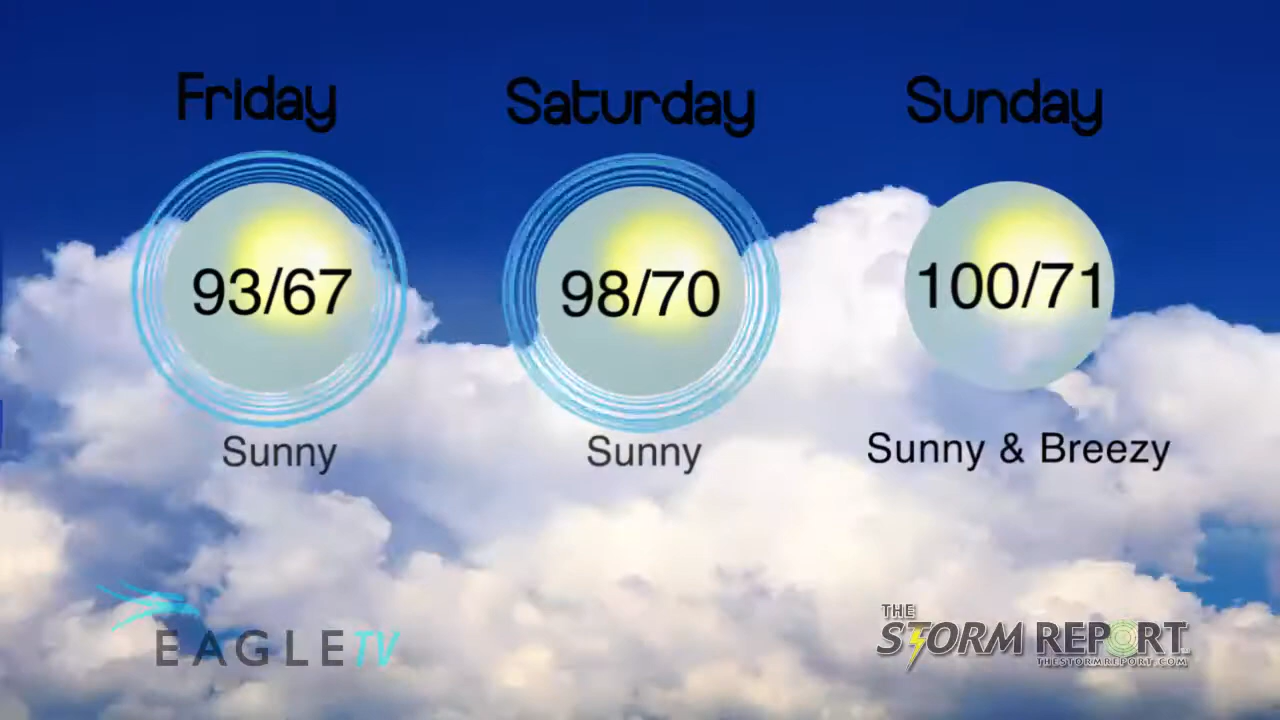 Friday
Saturday
Sunday
93/67
98/70
100/71
Sunny
Sunny
Sunny & Breezy
EAGLE TV
THE
STORM REPORT
THESTORMREPORT.COM